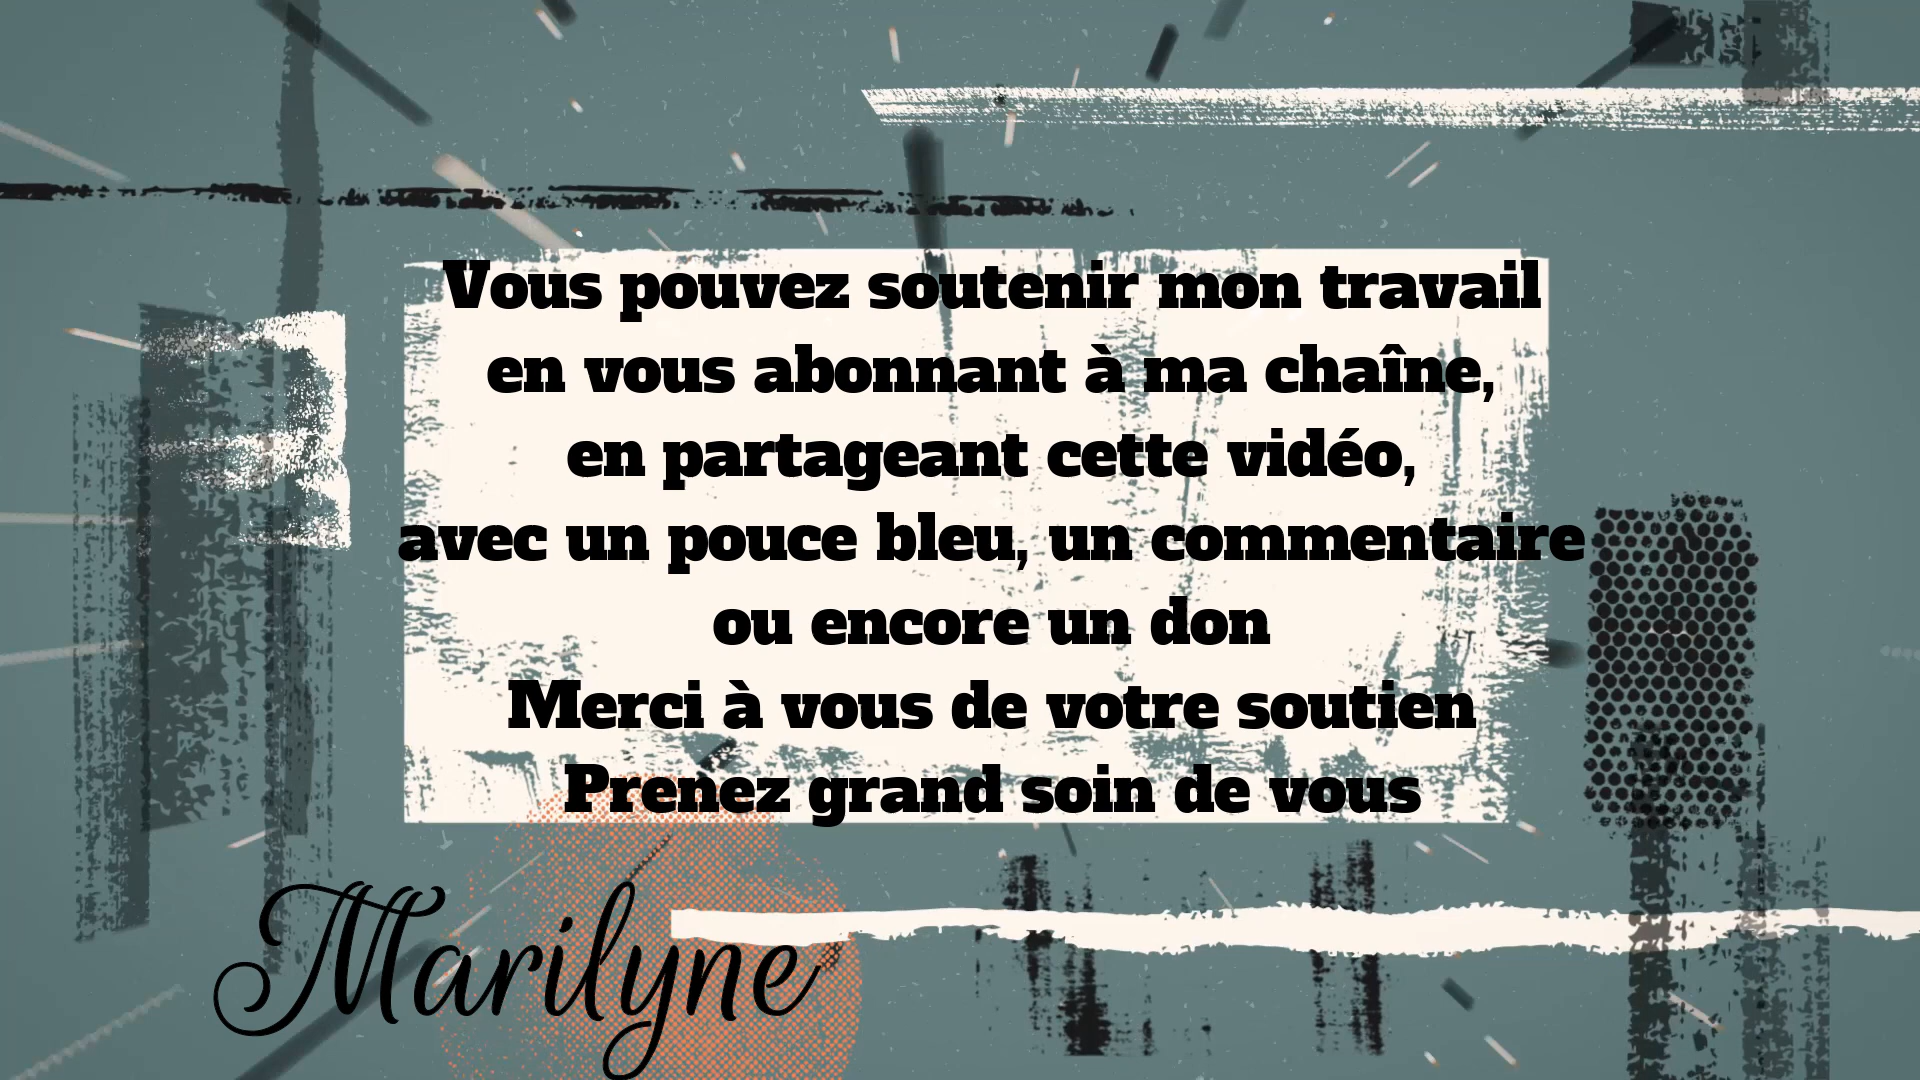 Vous pouvez soutenir mon travail
en vous abonnant à ma chaîne,
en partageant cette vidéo,
avec un pouce bleu, un commentaire
ou encore un don
Merci à vous de votre soutien
Prenez grand soin de vous
Marilyne